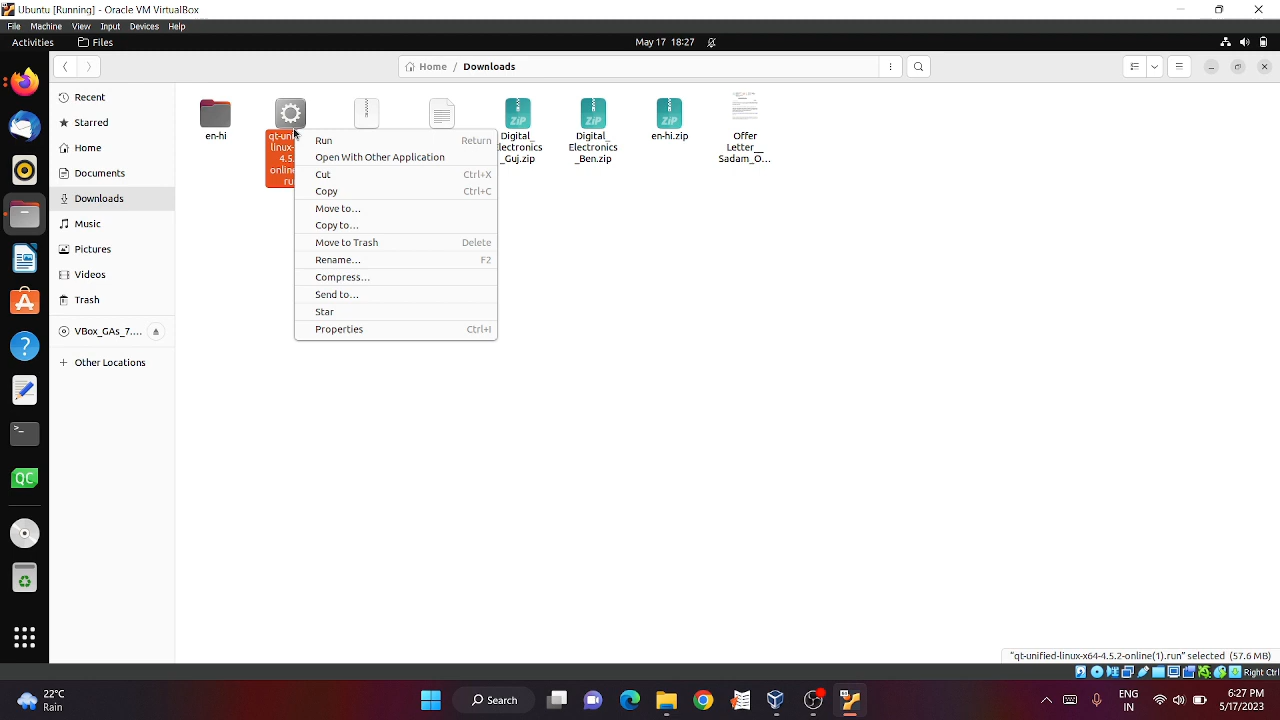 Ubuntu [Running] - Oracle VM VirtualBox
File Machine View Input Devices Help
Activities Files May 17 18:27
Home / Downloads
Recent
Starred
Home
Documents
Downloads
Music
Pictures
Videos
Trash
VBox_GAs_7....
Other Locations
en-hi
Digital_
Electronics
_Ben.zip
en-hi.zip
Offer
Letter__
Sadam_O...
lectronics
_Guj.zip
Run Return
Open With Other Application
Cut Ctrl+X
Copy Ctrl+C
Move to...
Copy to...
Move to Trash Delete
Rename... F2
Compress...
Send to...
Star
Properties Ctrl+I
"qt-unified-linux-x64-4.5.2-online(1).run" selected (57.6 MB)
Right Ctrl
22°C
Rain
Search
ENG
IN
6:27 PM
5/17/2023